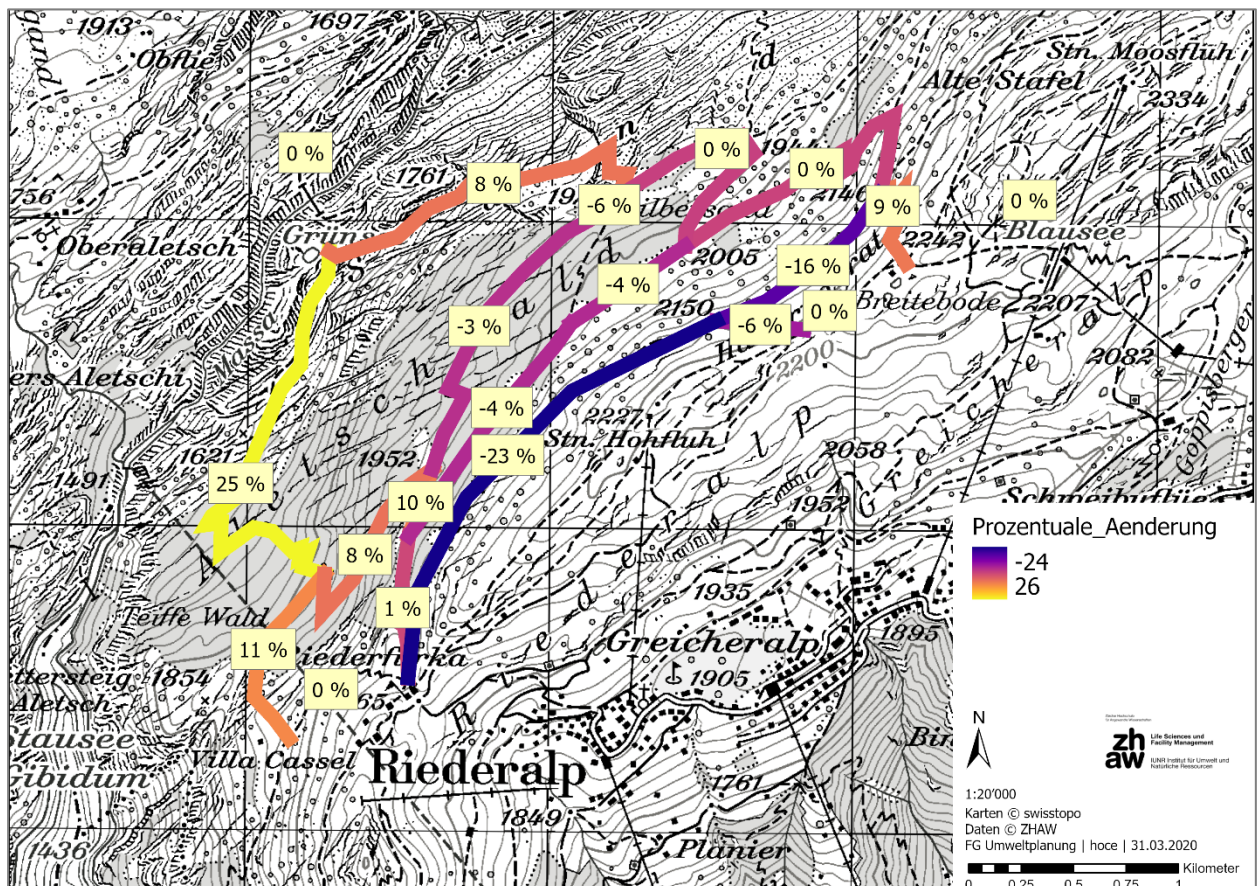 1913
1697
Obflie
Stn. Moosfluh
Alte Stafel
2334
0 %
0 %
0 %
1761
8 %
756
-6 %
2140
9 %
0 %
Oberaletsch
2242
Blausee
2005
-16 %
-4 %
2150
Breitebode
2207
0 %
-6 %
-3 %
2200
2082
ers Aletschi
-4 %
2227
Stn. Hohfluh
Goppisberger
1621
1952
-23 %
2058
1491
25 %
10 %
1952
A l e t s c h w a l d
G r e t c h e r a l p
R i e d e r a l p
8 %
1935
Teiffe Wald
1 %
Greicheralp
1895
11 %
Riederfurka
1854
1905
0 %
Aletsch
Villa Cassel
Riederalp
Gibidum
1761
1849
1436
Planier
Prozentuale_Aenderung
-24
26
N
zh
aw
Life Sciences und
Facility Management
IUNR Institut für Umwelt und
Natürliche Ressourcen
1:20'000
Karten © swisstopo
Daten © ZHAW
FG Umweltplanung | hoce | 31.03.2020
Kilometer
0 0.25 0.5 0.75 1